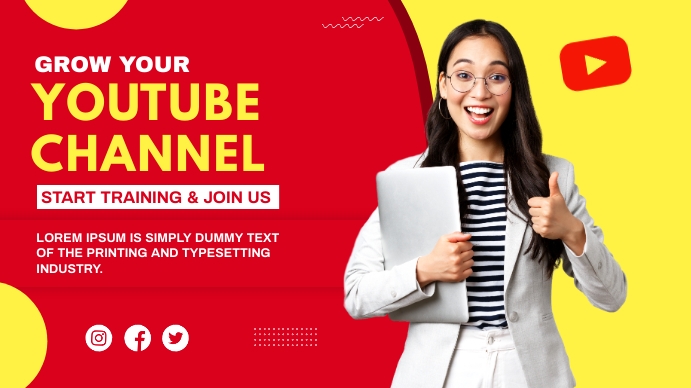 GROW YOUR
YOUTUBE
CHANNEL
START TRAINING & JOIN US
LOREM IPSUM IS SIMPLY DUMMY TEXT
OF THE PRINTING AND TYPESETTING
INDUSTRY.